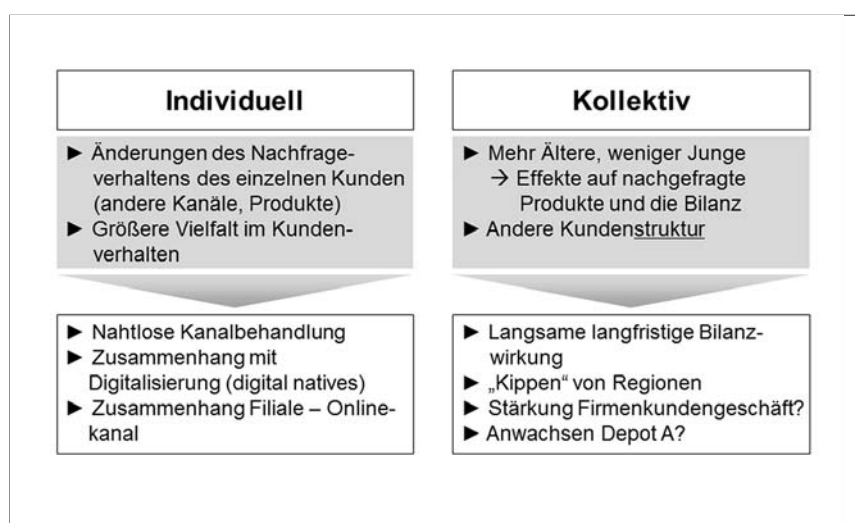 Individuell
► Änderungen des Nachfrage-
verhaltens des einzelnen Kunden
(andere Kanäle, Produkte)
► Größere Vielfalt im Kunden-
verhalten
► Nahtlose Kanalbehandlung
► Zusammenhang mit
Digitalisierung (digital natives)
► Zusammenhang Filiale – Online-
kanal
Kollektiv
► Mehr Ältere, weniger Junge
→ Effekte auf nachgefragte
Produkte und die Bilanz
► Andere Kundenstruktur
► Langsame langfristige Bilanz-
wirkung
► „Kippen“ von Regionen
► Stärkung Firmenkundengeschäft?
► Anwachsen Depot A?